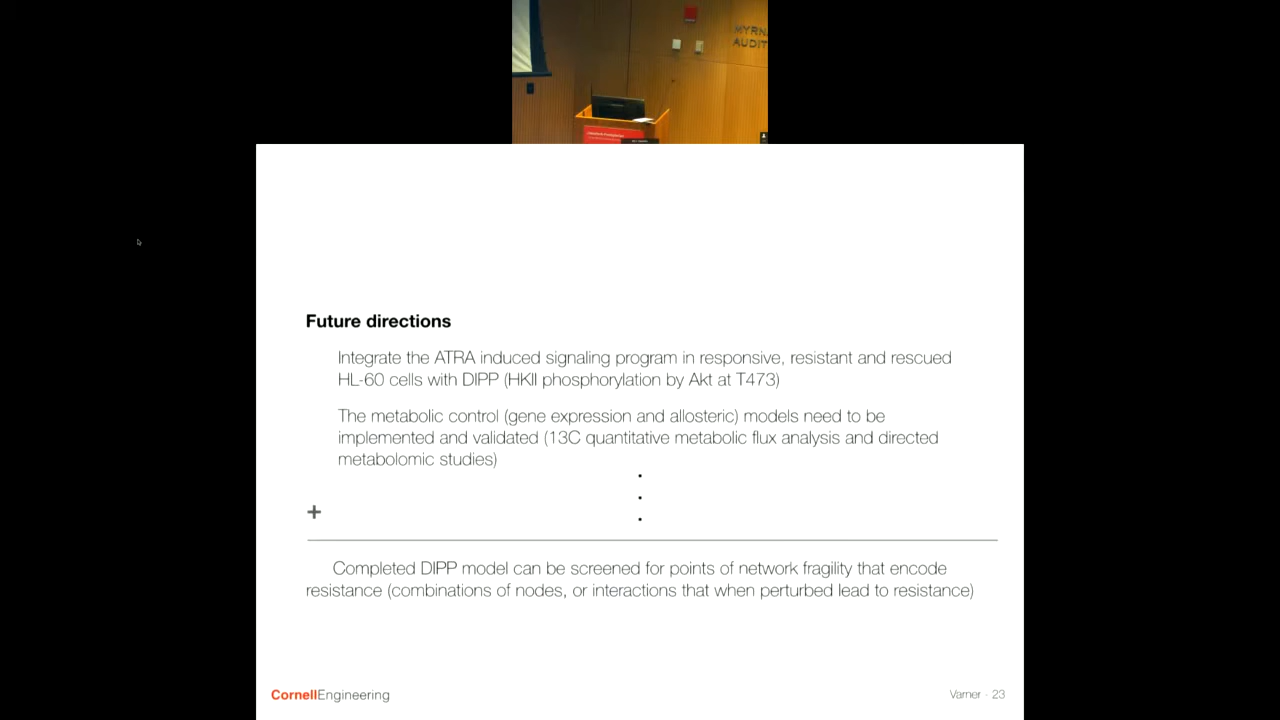 MYRN
AUDIT
Future directions
Integrate the ATRA induced signaling program in responsive, resistant and rescued
HL-60 cells with DIPP (HKII phosphorylation by Akt at T473)
The metabolic control (gene expression and allosteric) models need to be
implemented and validated (13C quantitative metabolic flux analysis and directed
metabolomic studies)
+
Completed DIPP model can be screened for points of network fragility that encode
resistance (combinations of nodes, or interactions that when perturbed lead to resistance)
CornellEngineering
Varner · 23